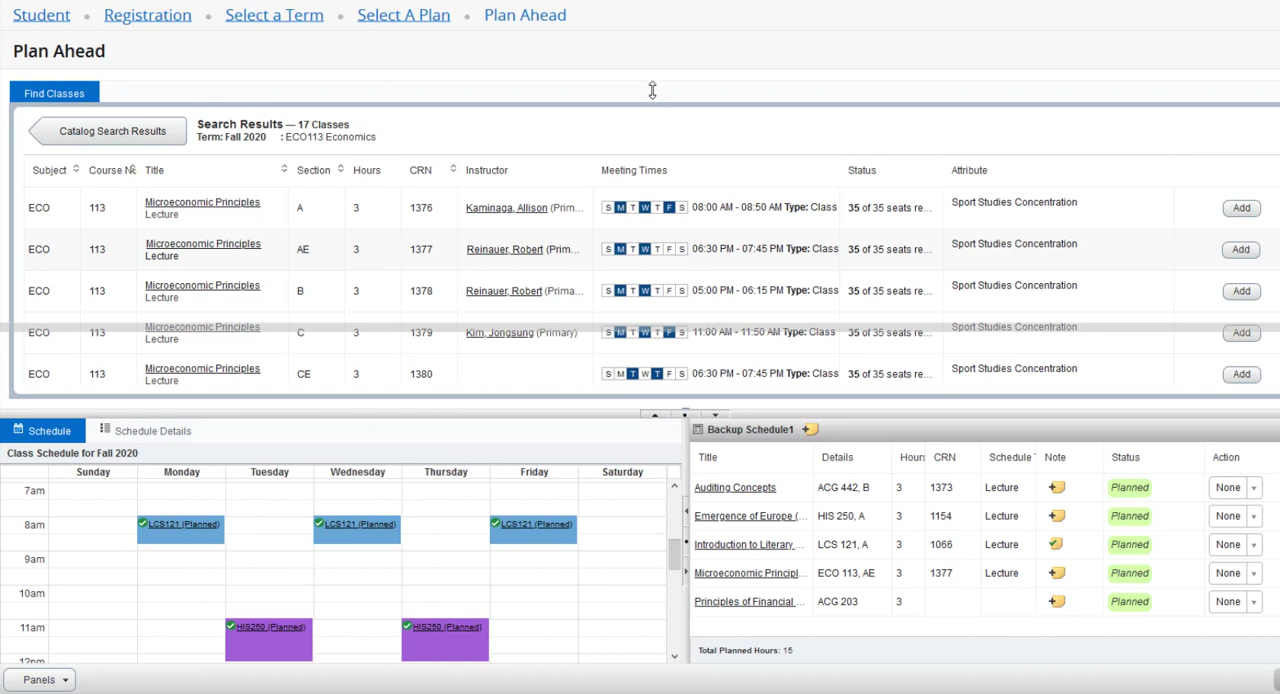 Student • Registration • Select a Term • Select A Plan • Plan Ahead
Plan Ahead
Find Classes
Catalog Search Results
Search Results — 17 Classes
Term: Fall 2020 : ECO113 Economics
Subject Course Nu Title Section Hours CRN Instructor Meeting Times Status Attribute
ECO 113 Microeconomic Principles Lecture A 3 1376 Kaminaga, Allison (Prim... S M T W T F S 08:00 AM - 08:50 AM Type: Class 35 of 35 seats re... Sport Studies Concentration Add
ECO 113 Microeconomic Principles Lecture AE 3 1377 Reinauer, Robert (Prim... S M T W T F S 06:30 PM - 07:45 PM Type: Class 35 of 35 seats re... Sport Studies Concentration Add
ECO 113 Microeconomic Principles Lecture B 3 1378 Reinauer, Robert (Prima... S M T W T F S 05:00 PM - 06:15 PM Type: Class 35 of 35 seats re... Sport Studies Concentration Add
ECO 113 Microeconomic Principles Lecture C 3 1379 Kim, Jongsung (Primary) S M T W T F S 11:00 AM - 11:50 AM Type: Class 35 of 35 seats re... Sport Studies Concentration Add
ECO 113 Microeconomic Principles Lecture CE 3 1380 S M T W T F S 06:30 PM - 07:45 PM Type: Class 35 of 35 seats re... Sport Studies Concentration Add
Schedule Schedule Details
Class Schedule for Fall 2020
Sunday Monday Tuesday Wednesday Thursday Friday Saturday
7am
8am LCS121 (Planned) LCS121 (Planned) LCS121 (Planned)
9am
10am
11am HIS250 (Planned) HIS250 (Planned)
12pm
Backup Schedule1
Title Details Hours CRN Schedule Note Status Action
Auditing Concepts ACG 442, B 3 1373 Lecture Planned None
Emergence of Europe (... HIS 250, A 3 1154 Lecture Planned None
Introduction to Literary ... LCS 121, A 3 1066 Lecture Planned None
Microeconomic Principl... ECO 113, AE 3 1377 Lecture Planned None
Principles of Financial ... ACG 203 3 Planned None
Total Planned Hours: 15
Panels